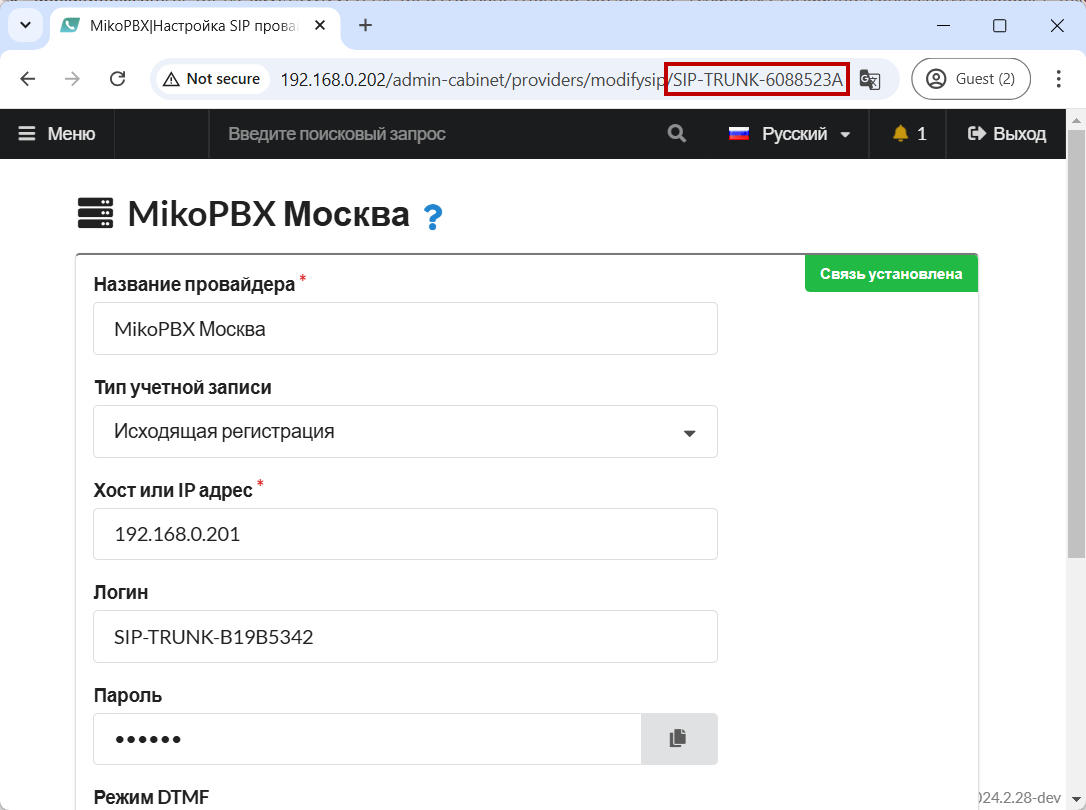 MikoPBX|Настройка SIP прова
Not secure 192.168.0.202/admin-cabinet/providers/modifysip/SIP-TRUNK-6088523A Guest (2)
Меню Введите поисковый запрос Русский 1 Выход
MikoPBX Москва ?
Связь установлена
Название провайдера *
MikoPBX Москва
Тип учетной записи
Исходящая регистрация
Хост или IP адрес *
192.168.0.201
Логин
SIP-TRUNK-B19B5342
Пароль
••••••
Режим DTMF
024.2.28-dev